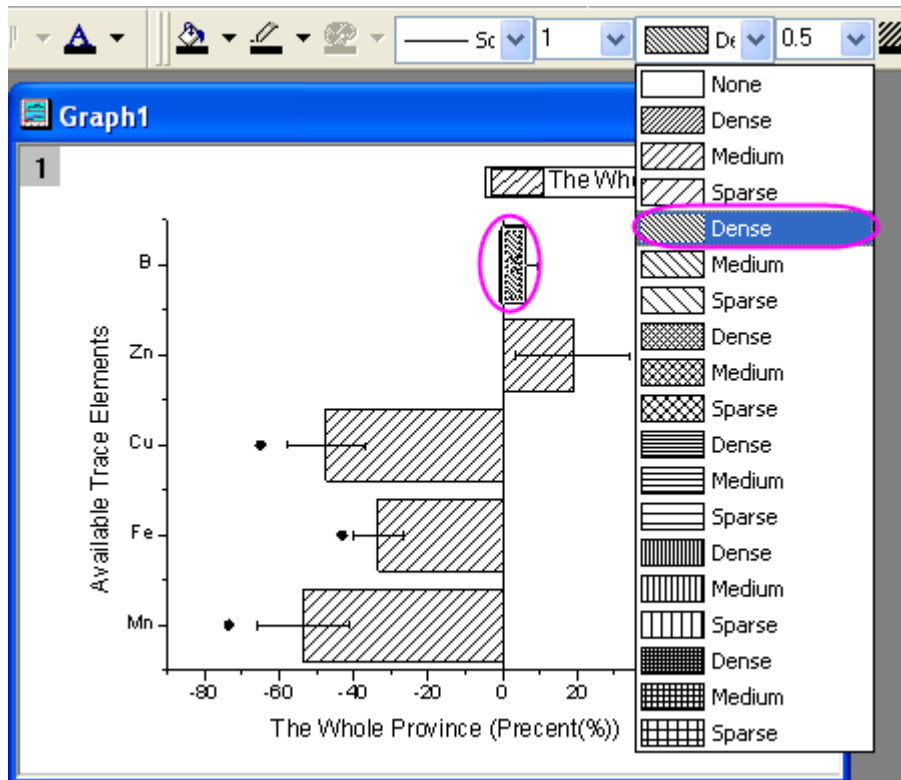 Sc 1 De 0.5
Graph1
1
The Wh
B
Zn
Cu
Fe
Mn
Available Trace Elements
-80 -60 -40 -20 0 20
The Whole Province (Precent(%))
None
Dense
Medium
Sparse
Dense
Medium
Sparse
Dense
Medium
Sparse
Dense
Medium
Sparse
Dense
Medium
Sparse
Dense
Medium
Sparse